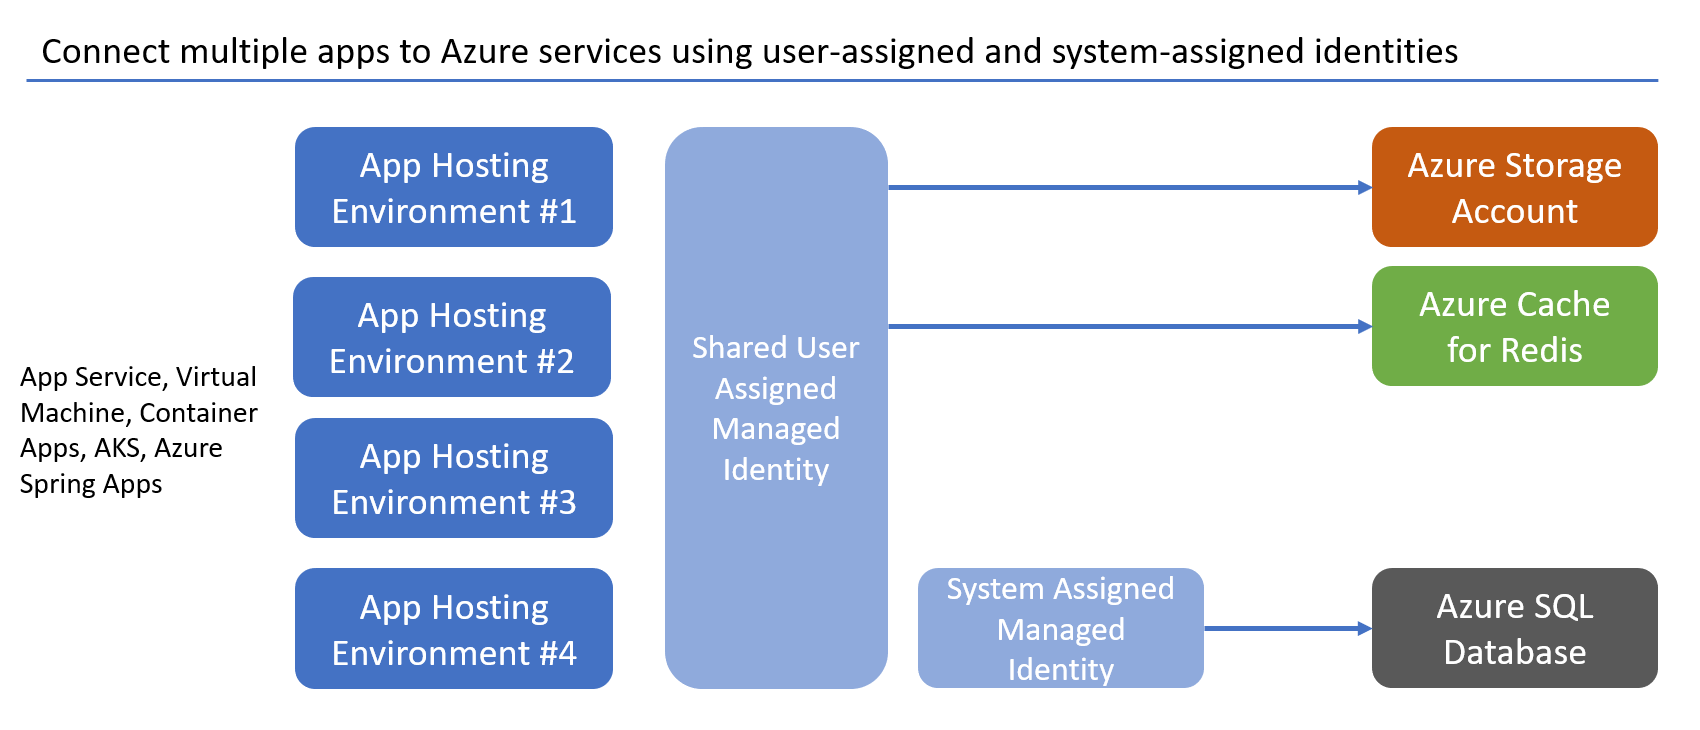 Connect multiple apps to Azure services using user-assigned and system-assigned identities
App Service, Virtual
Machine, Container
Apps, AKS, Azure
Spring Apps
App Hosting
Environment #1
App Hosting
Environment #2
App Hosting
Environment #3
App Hosting
Environment #4
Shared User
Assigned
Managed
Identity
System Assigned
Managed
Identity
Azure Storage
Account
Azure Cache
for Redis
Azure SQL
Database